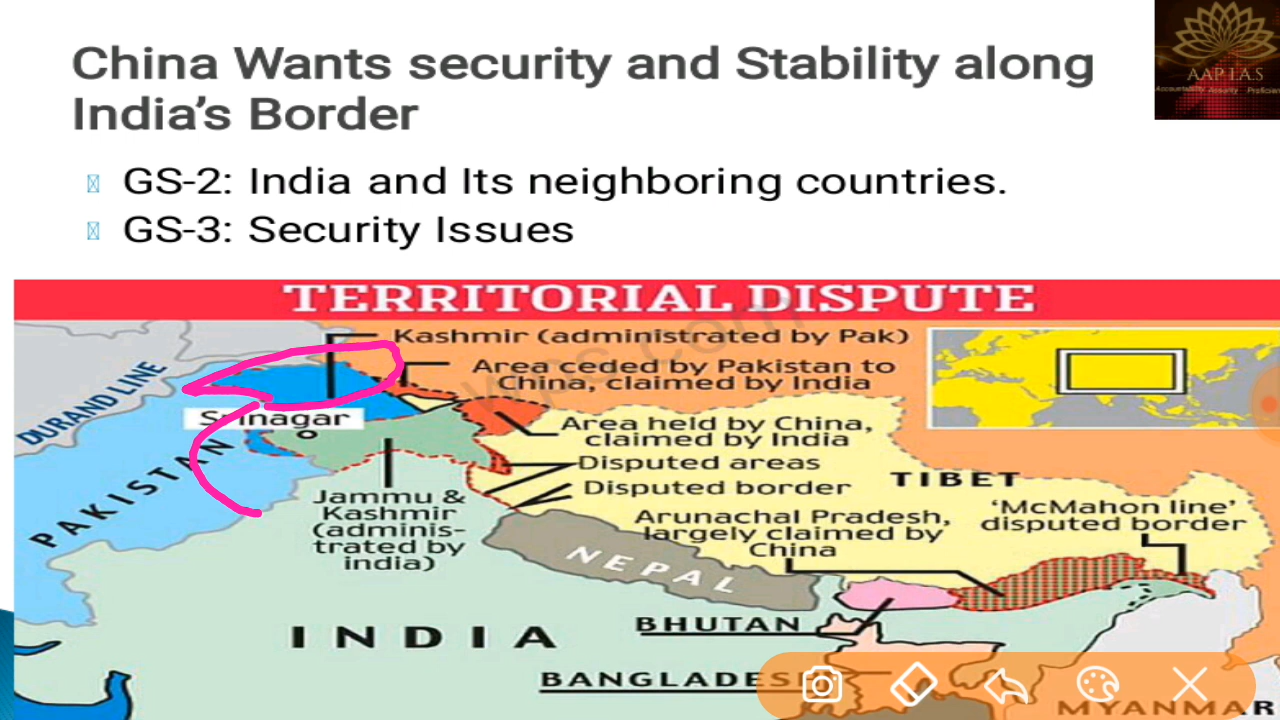 China Wants security and Stability along
India's Border
AAP I.A.S
GS-2: India and Its neighboring countries.
GS-3: Security Issues
TERRITORIAL DISPUTE
Kashmir (administrated by Pak)
Area ceded by Pakistan to
China, claimed by India
DURAND LINE
Srinagar
Area held by China,
claimed by India
PAKISTAN
Disputed areas
TIBET
Disputed border
Jammu &
Kashmir
(adminis-
trated by
india)
'McMahon line'
disputed border
Arunachal Pradesh,
largely claimed by
China
NEPAL
INDIA
BHUTAN
BANGLADESH
MYANMAR